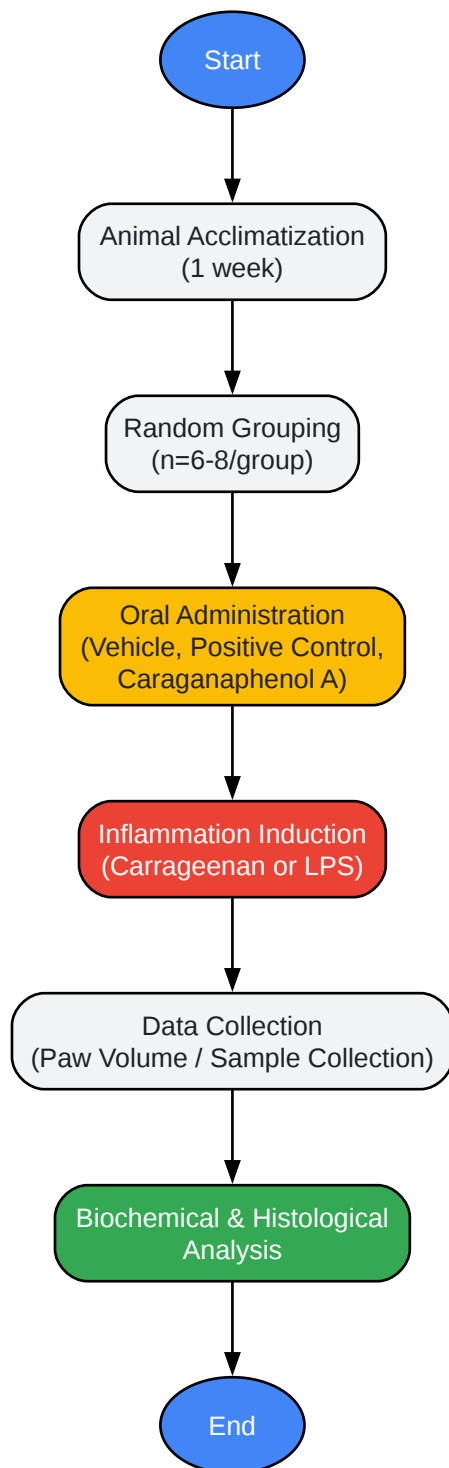 Start
Animal Acclimatization
(1 week)
Random Grouping
(n=6-8/group)
Oral Administration
(Vehicle, Positive Control,
Caraganaphenol A)
Inflammation Induction
(Carrageenan or LPS)
Data Collection
(Paw Volume / Sample Collection)
Biochemical & Histological
Analysis
End